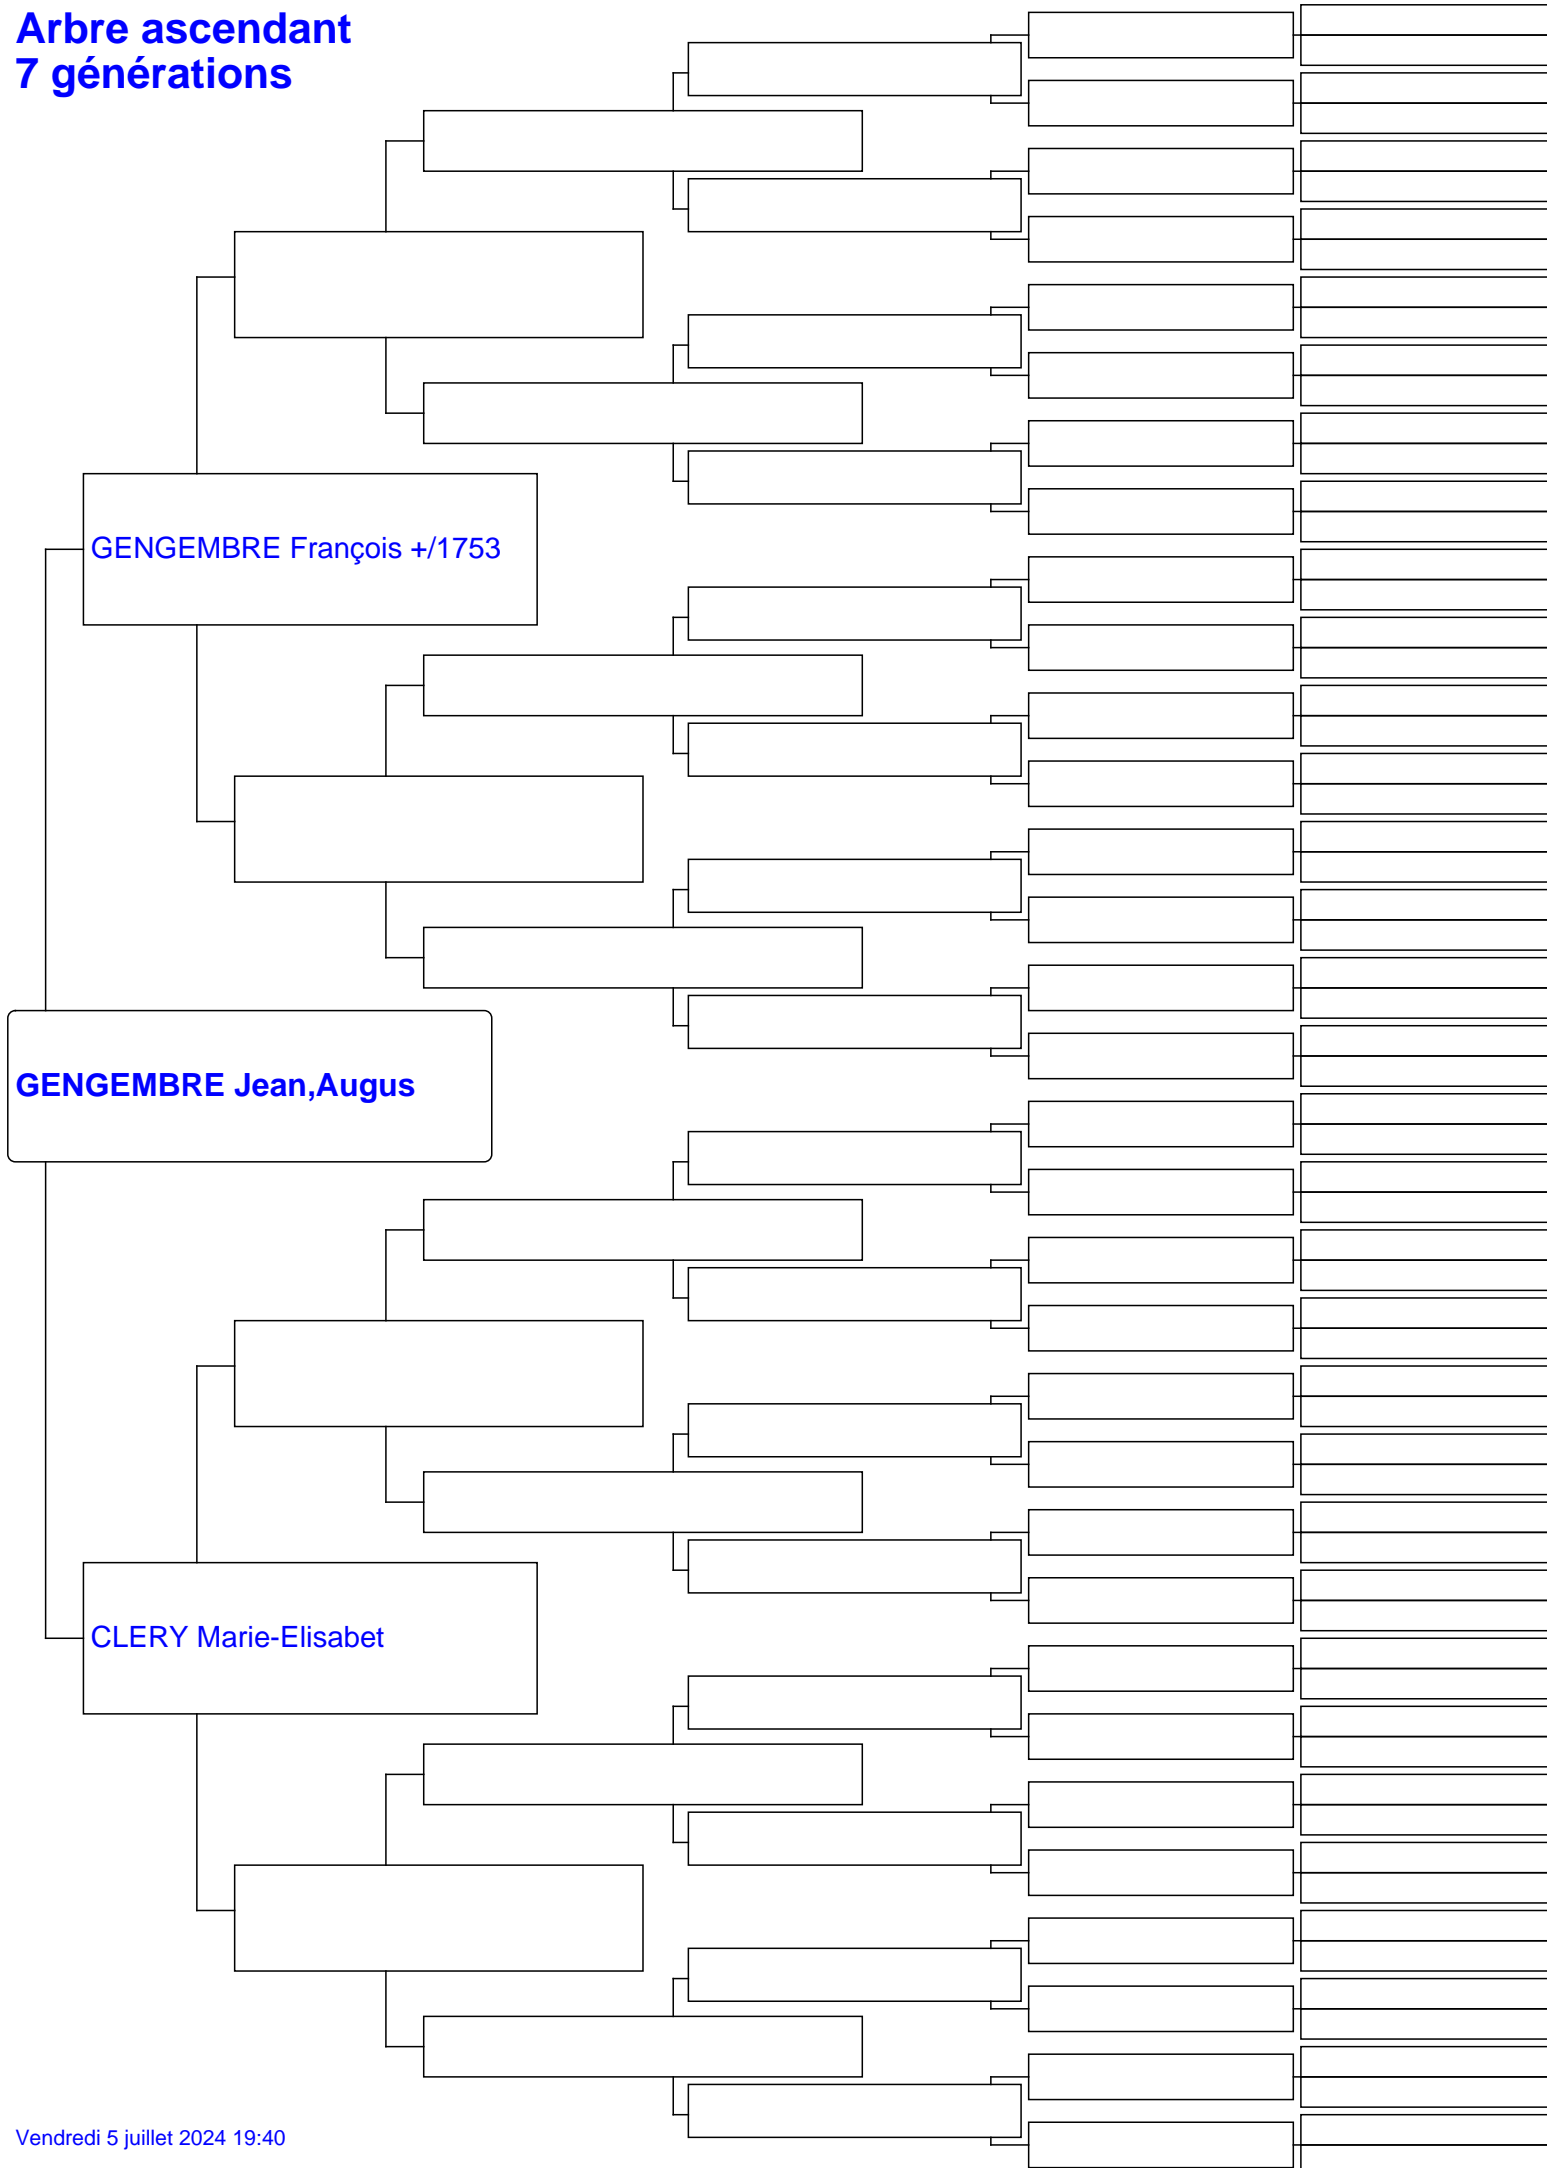 Arbre ascendant
7 générations
GENGEMBRE François +/1753
GENGEMBRE Jean,Augus
CLERY Marie-Elisabet
Vendredi 5 juillet 2024 19:40